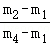 m₂ − m₁
m₄ − m₁